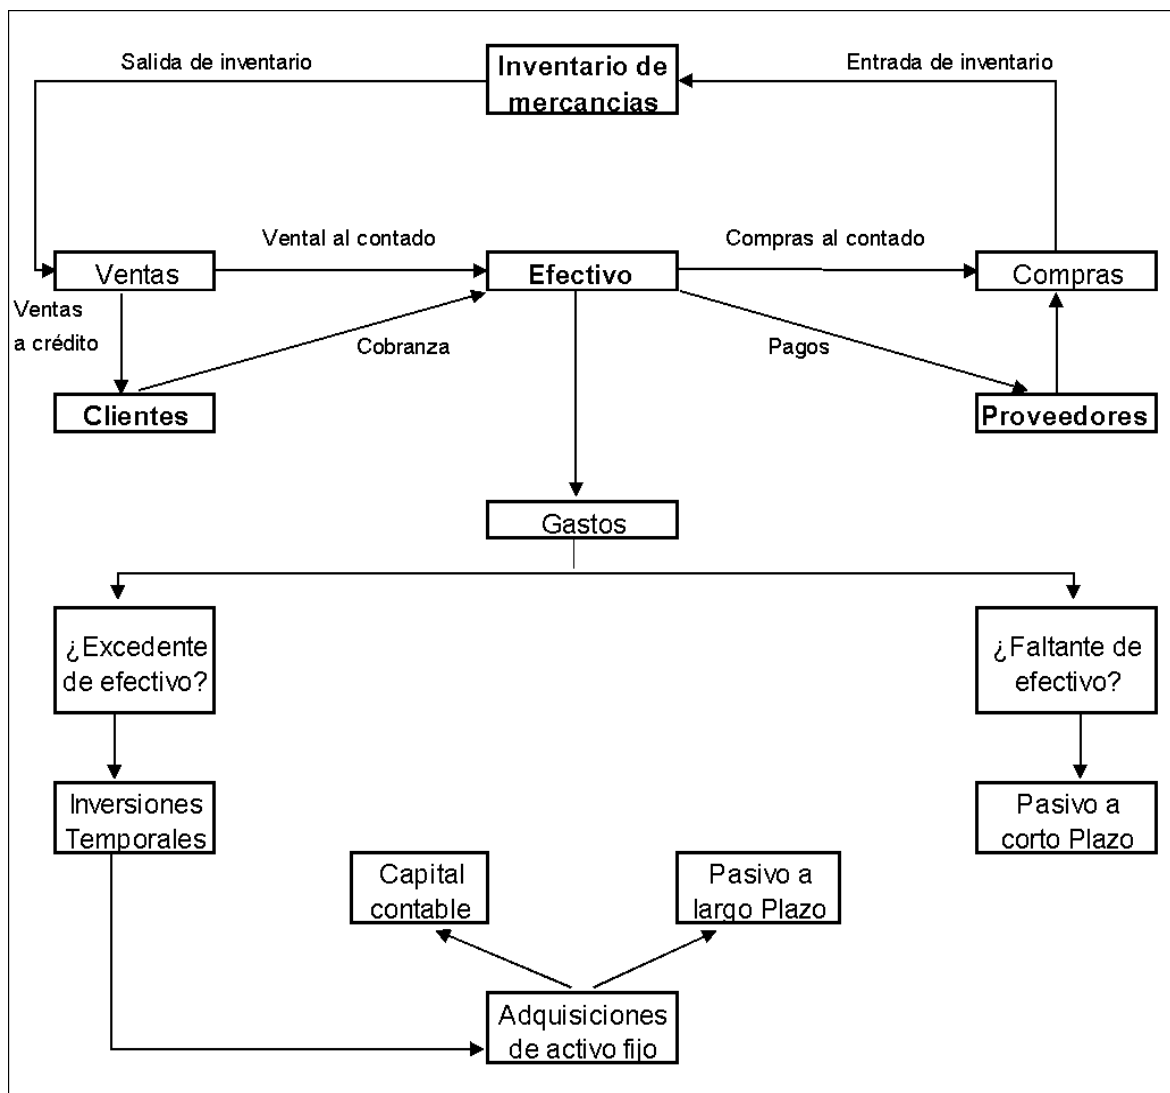 Salida de inventario
Inventario de
mercancias
Entrada de inventario
Vental al contado
Compras al contado
Ventas
Efectivo
Compras
Ventas
a crédito
Cobranza
Pagos
Clientes
Proveedores
Gastos
¿Excedente
de efectivo?
¿Faltante de
efectivo?
Inversiones
Temporales
Pasivo a
corto Plazo
Capital
contable
Pasivo a
largo Plazo
Adquisiciones
de activo fijo